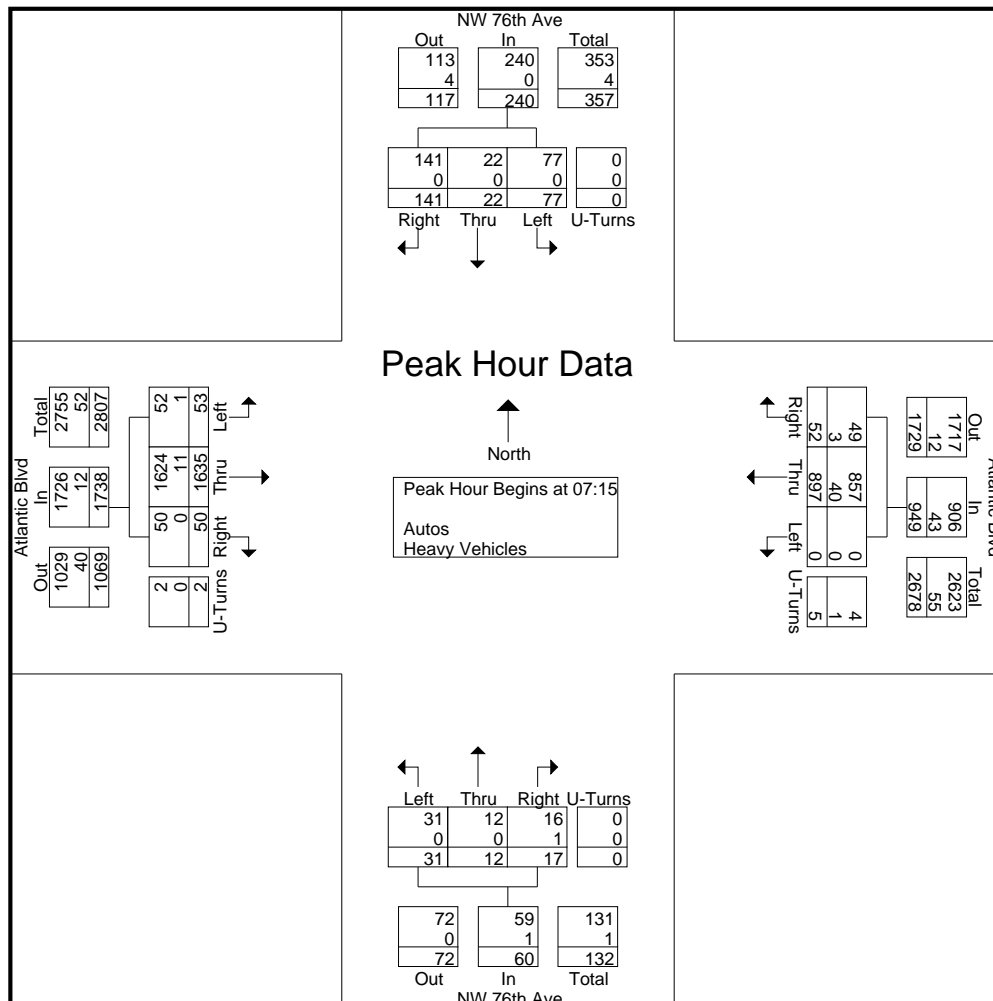 NW 76th Ave
Out In Total
113 240 353
4 0 4
117 240 357
141 22 77 0
0 0 0 0
141 22 77 0
Right Thru Left U-Turns
Peak Hour Data
North
Peak Hour Begins at 07:15
Autos
Heavy Vehicles
Atlantic Blvd
Total In Out
2755 1726 1029
52 12 40
2807 1738 1069
52 1624 50 2
1 11 0 0
53 1635 50 2
Left Thru Right U-Turns
Atlantic Blvd
Out In Total
1717 906 2623
12 43 55
1729 949 2678
49 857 0 4
3 40 0 1
52 897 0 5
Right Thru Left U-Turns
Left Thru Right U-Turns
31 12 16 0
0 0 1 0
31 12 17 0
72 59 131
0 1 1
72 60 132
Out In Total
NW 76th Ave